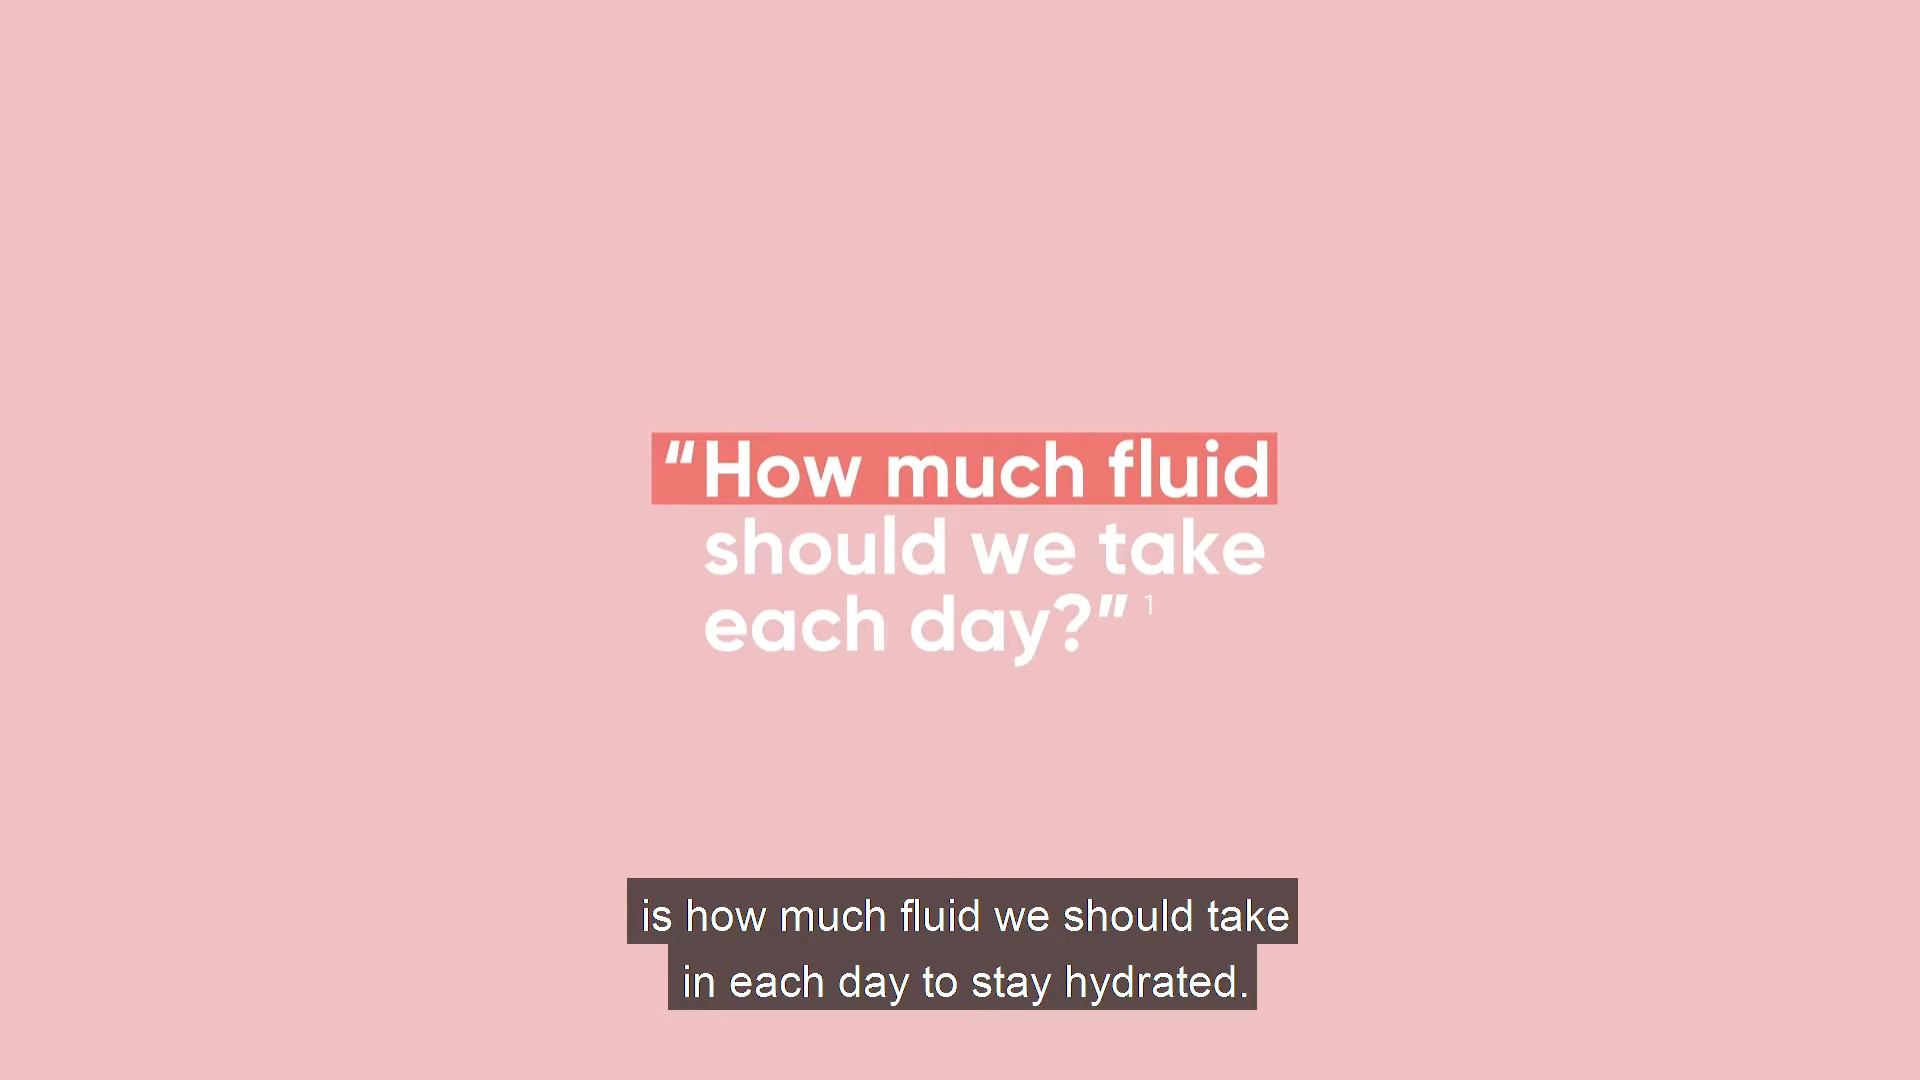 “How much fluid
should we take
each day?” 1
is how much fluid we should take
in each day to stay hydrated.